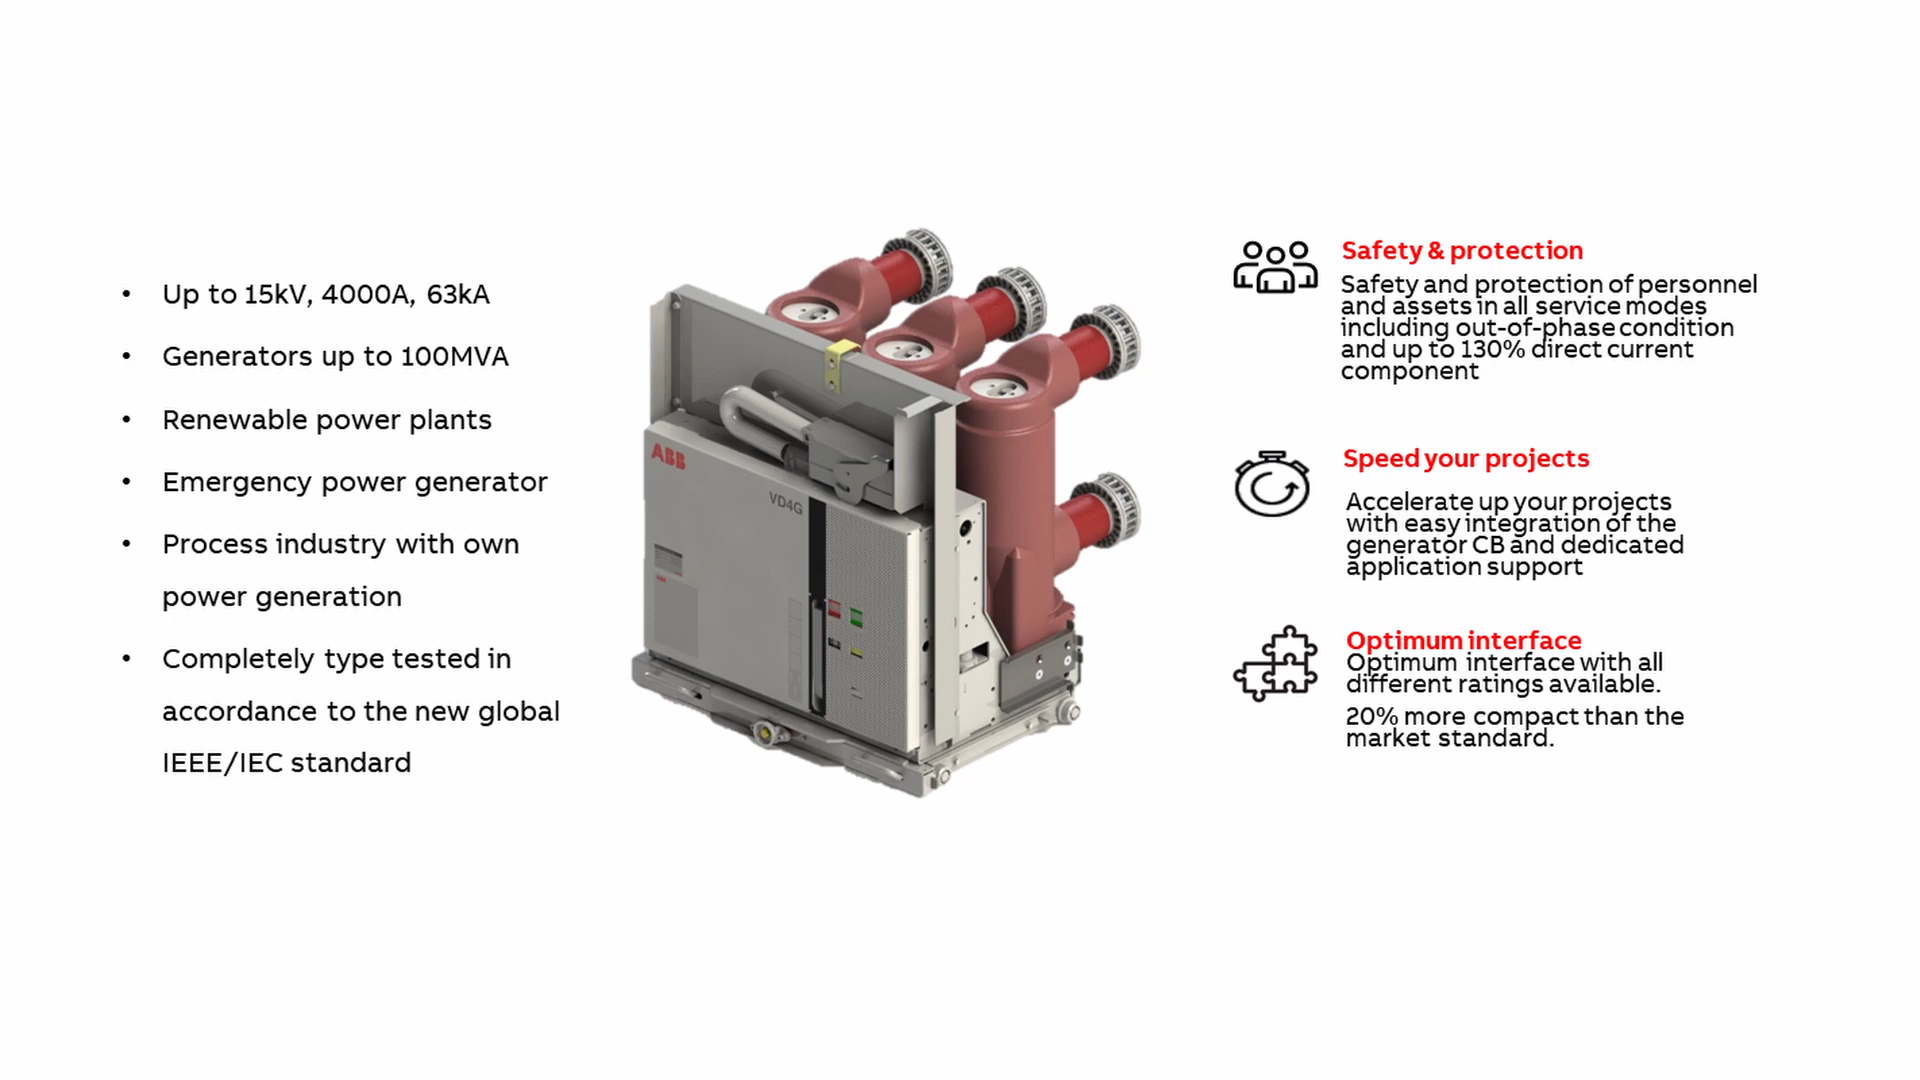 • Up to 15kV, 4000A, 63kA
• Generators up to 100MVA
• Renewable power plants
• Emergency power generator
• Process industry with own
power generation
• Completely type tested in
accordance to the new global
IEEE/IEC standard
ABB
VD4G
Safety & protection
Safety and protection of personnel
and assets in all service modes
including out-of-phase condition
and up to 130% direct current
component
Speed your projects
Accelerate up your projects
with easy integration of the
generator CB and dedicated
application support
Optimum interface
Optimum interface with all
different ratings available.
20% more compact than the
market standard.